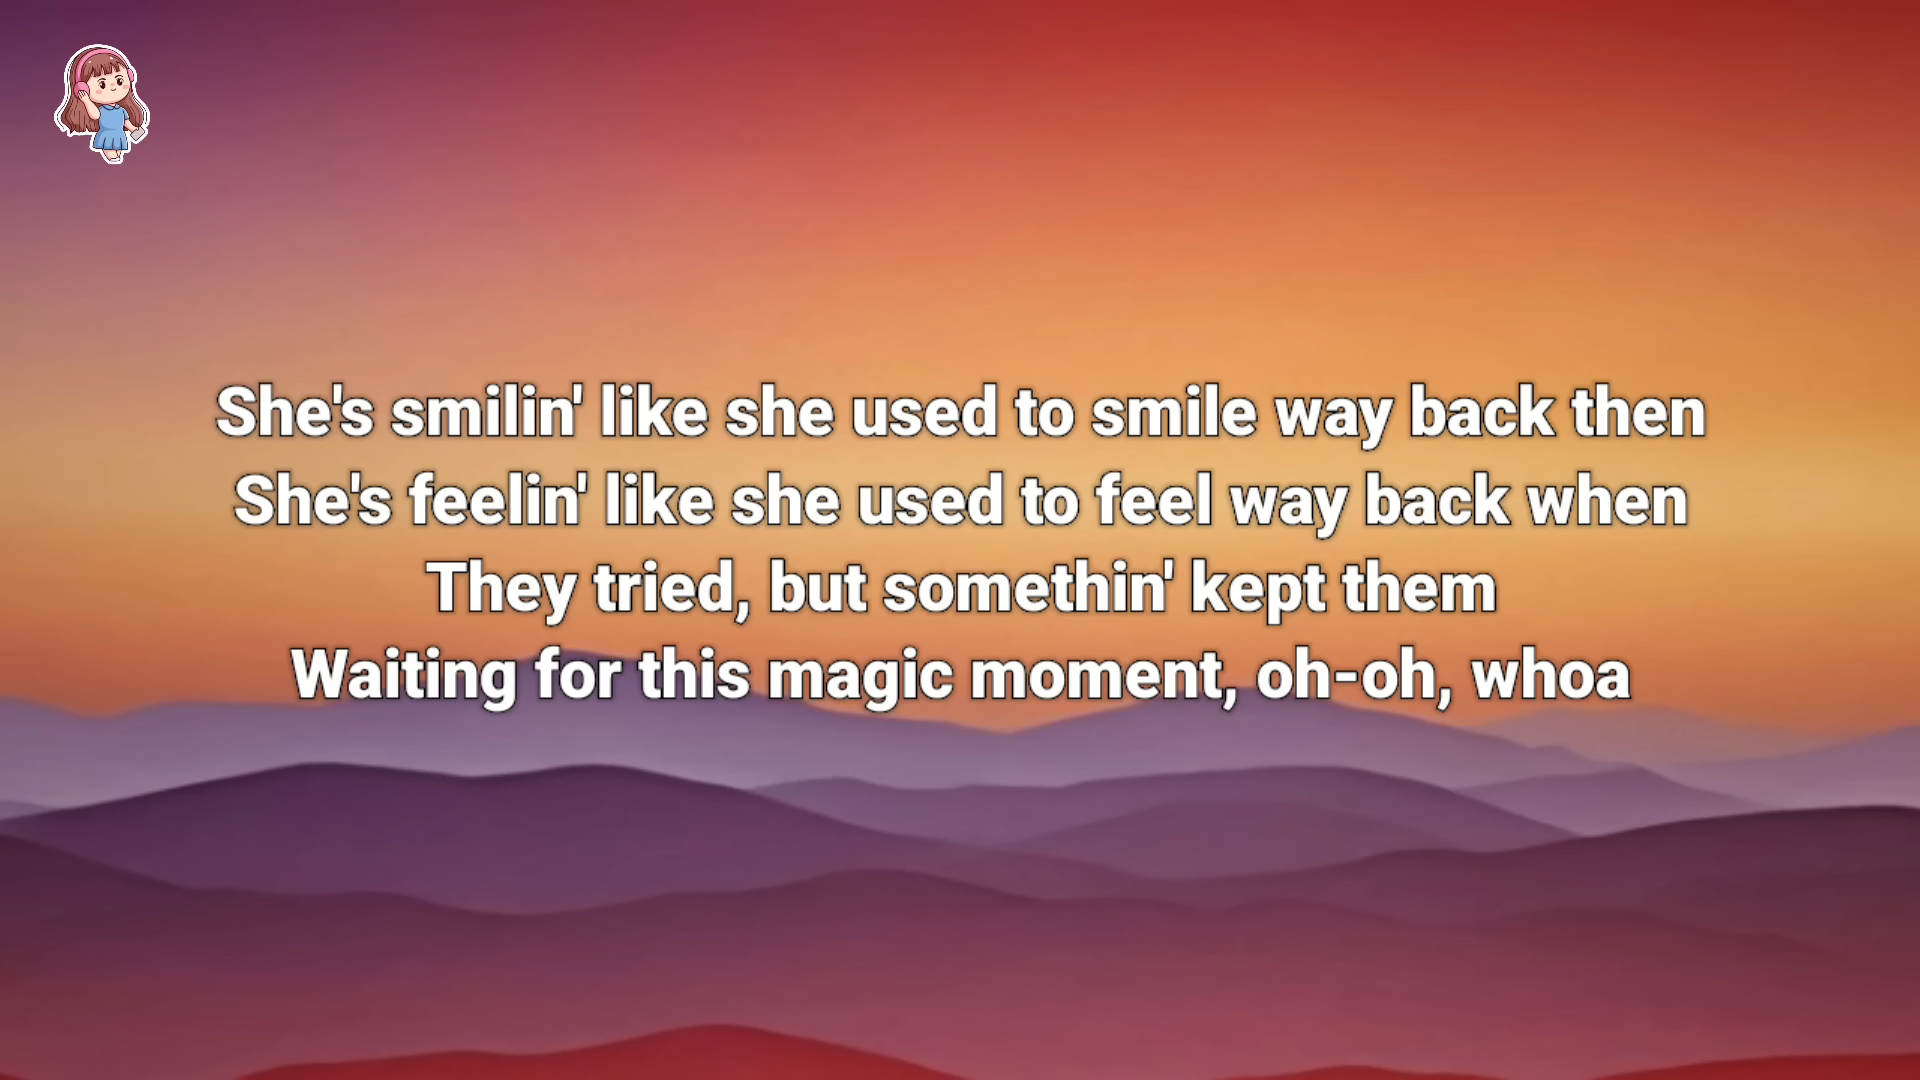 She's smilin' like she used to smile way back then
She's feelin' like she used to feel way back when
They tried, but somethin' kept them
Waiting for this magic moment, oh-oh, whoa